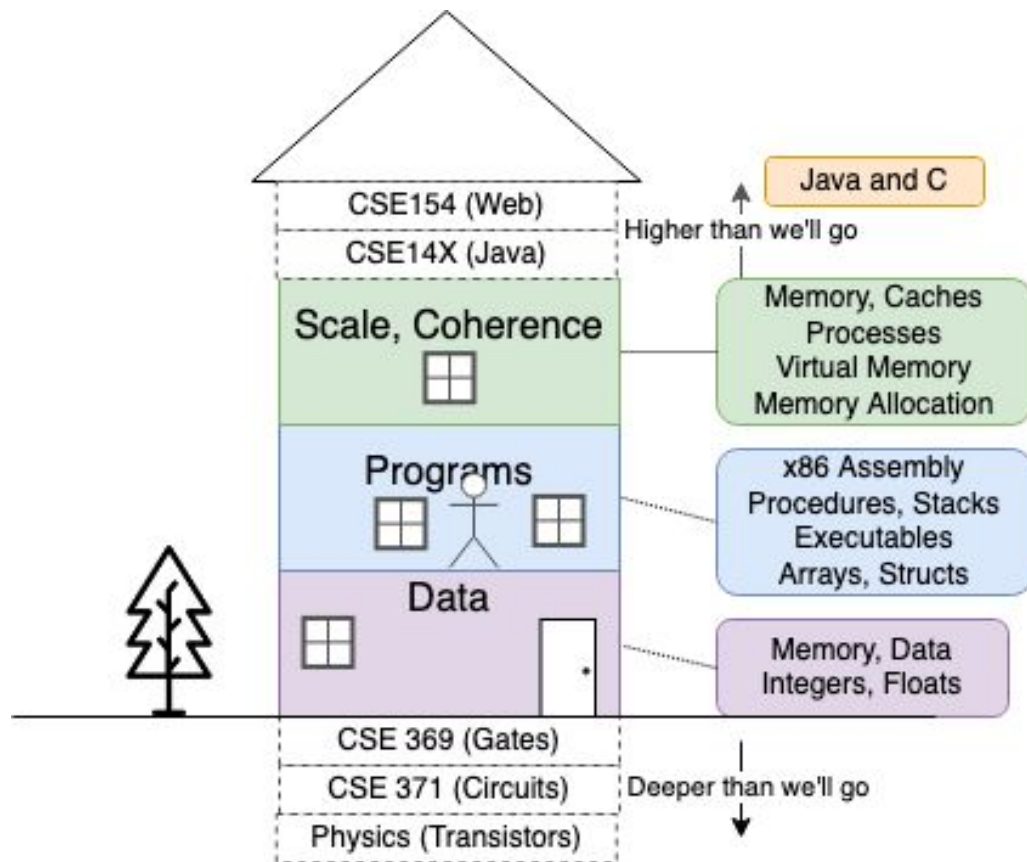 CSE154 (Web)
CSE14X (Java)
Java and C
Higher than we'll go
Scale, Coherence
Memory, Caches
Processes
Virtual Memory
Memory Allocation
Programs
x86 Assembly
Procedures, Stacks
Executables
Arrays, Structs
Data
Memory, Data
Integers, Floats
CSE 369 (Gates)
CSE 371 (Circuits)
Physics (Transistors)
Deeper than we'll go